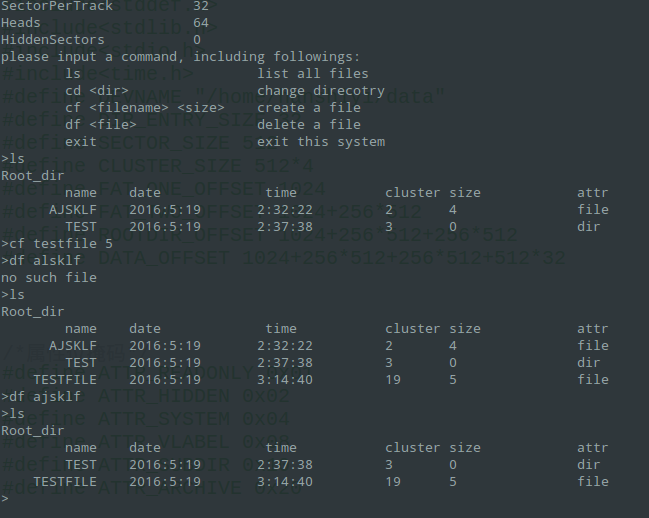 SectorPerTrack 32
Heads 64
HiddenSectors 0
please input a command, including followings:
ls list all files
cd <dir> change direcotry
cf <filename> <size> create a file
df <file> delete a file
exit exit this system
>ls
Root_dir
name date time cluster size attr
AJSKLF 2016:5:19 2:32:22 2 4 file
TEST 2016:5:19 2:37:38 3 0 dir
>cf testfile 5
>df alsklf
no such file
>ls
Root_dir
name date time cluster size attr
AJSKLF 2016:5:19 2:32:22 2 4 file
TEST 2016:5:19 2:37:38 3 0 dir
TESTFILE 2016:5:19 3:14:40 19 5 file
>df ajsklf
>ls
Root_dir
name date time cluster size attr
TEST 2016:5:19 2:37:38 3 0 dir
TESTFILE 2016:5:19 3:14:40 19 5 file
>